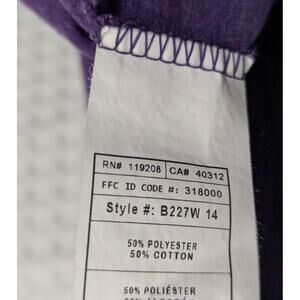 RN# 119208 CA# 40312
FFC ID CODE #: 318000
Style #: B227W 14
50% POLYESTER
50% COTTON
50% POLIÉSTER